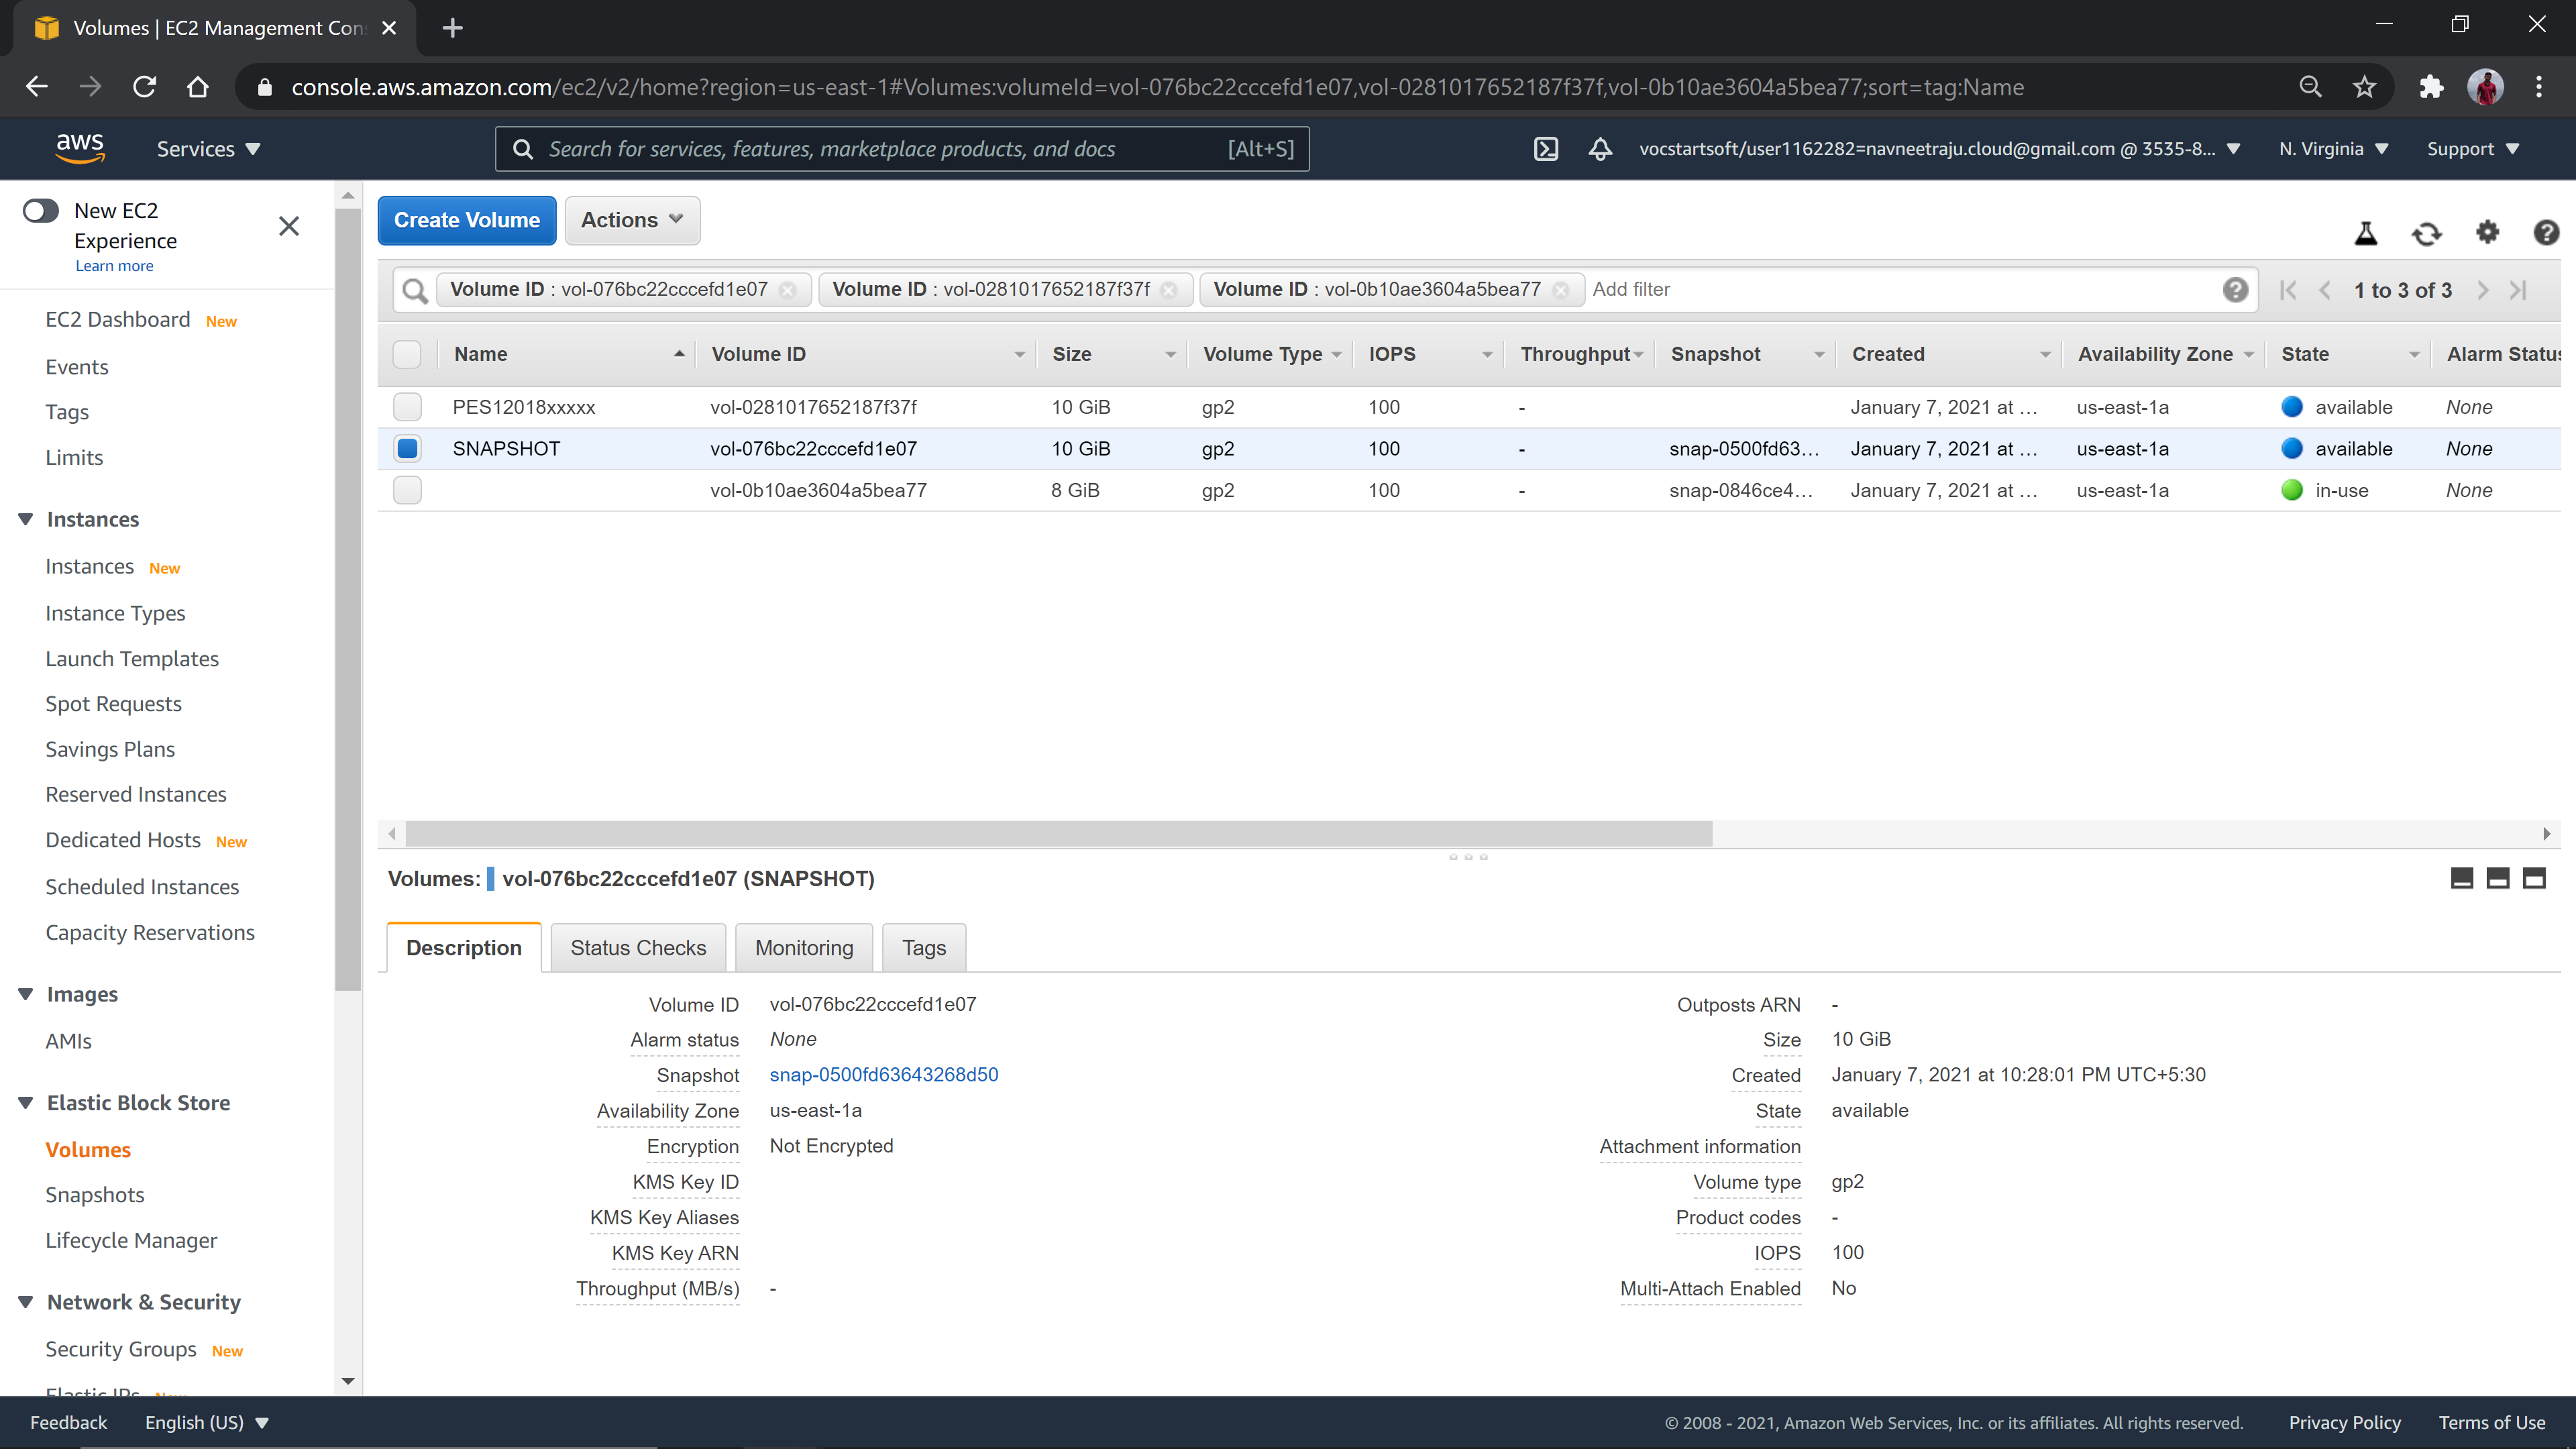 Volumes | EC2 Management Con
console.aws.amazon.com/ec2/v2/home?region=us-east-1#Volumes:volumeId=vol-076bc22cccefd1e07,vol-0281017652187f37f,vol-0b10ae3604a5bea77;sort=tag:Name
aws Services Search for services, features, marketplace products, and docs [Alt+S] vocstartsoft/user1162282=navneetraju.cloud@gmail.com @ 3535-8... N. Virginia Support
New EC2
Experience
Learn more
EC2 Dashboard New
Events
Tags
Limits
Instances
Instances New
Instance Types
Launch Templates
Spot Requests
Savings Plans
Reserved Instances
Dedicated Hosts New
Scheduled Instances
Capacity Reservations
Images
AMIs
Elastic Block Store
Volumes
Snapshots
Lifecycle Manager
Network & Security
Security Groups New
Elastic IPs New
Create Volume Actions
Volume ID : vol-076bc22cccefd1e07 Volume ID : vol-0281017652187f37f Volume ID : vol-0b10ae3604a5bea77 Add filter 1 to 3 of 3
Name Volume ID Size Volume Type IOPS Throughput Snapshot Created Availability Zone State Alarm Status
PES12018xxxxx vol-0281017652187f37f 10 GiB gp2 100 - January 7, 2021 at ... us-east-1a available None
SNAPSHOT vol-076bc22cccefd1e07 10 GiB gp2 100 - snap-0500fd63... January 7, 2021 at ... us-east-1a available None
vol-0b10ae3604a5bea77 8 GiB gp2 100 - snap-0846ce4... January 7, 2021 at ... us-east-1a in-use None
Volumes: vol-076bc22cccefd1e07 (SNAPSHOT)
Description Status Checks Monitoring Tags
Volume ID vol-076bc22cccefd1e07 Outposts ARN -
Alarm status None Size 10 GiB
Snapshot snap-0500fd63643268d50 Created January 7, 2021 at 10:28:01 PM UTC+5:30
Availability Zone us-east-1a State available
Encryption Not Encrypted Attachment information
KMS Key ID Volume type gp2
KMS Key Aliases Product codes -
KMS Key ARN IOPS 100
Throughput (MB/s) - Multi-Attach Enabled No
Feedback English (US) © 2008 - 2021, Amazon Web Services, Inc. or its affiliates. All rights reserved. Privacy Policy Terms of Use